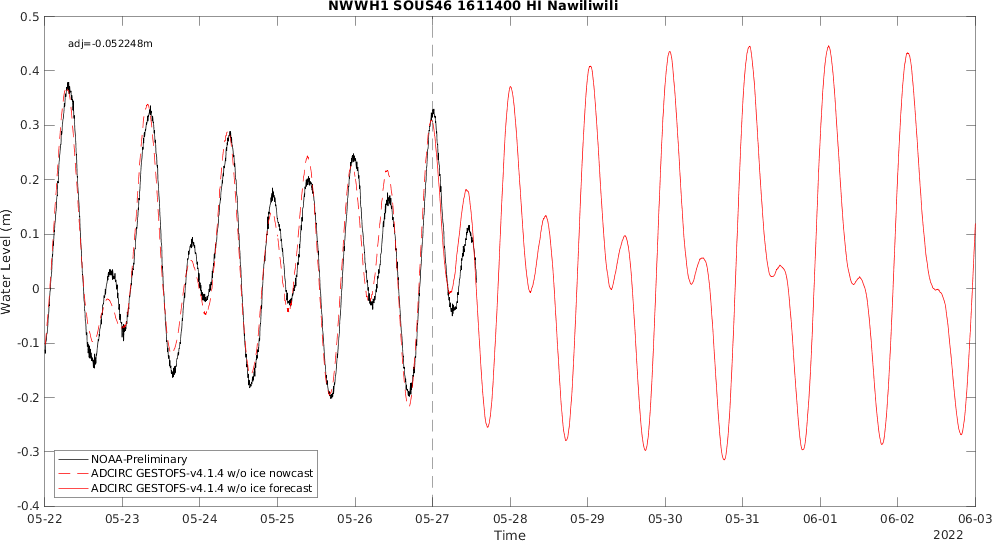 NWWH1 SOUS46 1611400 HI Nawiliwili
adj=-0.052248m
0.5
0.4
0.3
0.2
0.1
0
-0.1
-0.2
-0.3
-0.4
Water Level (m)
NOAA-Preliminary
ADCIRC GESTOFS-v4.1.4 w/o ice nowcast
ADCIRC GESTOFS-v4.1.4 w/o ice forecast
05-22 05-23 05-24 05-25 05-26 05-27 05-28 05-29 05-30 05-31 06-01 06-02 06-03
Time
2022